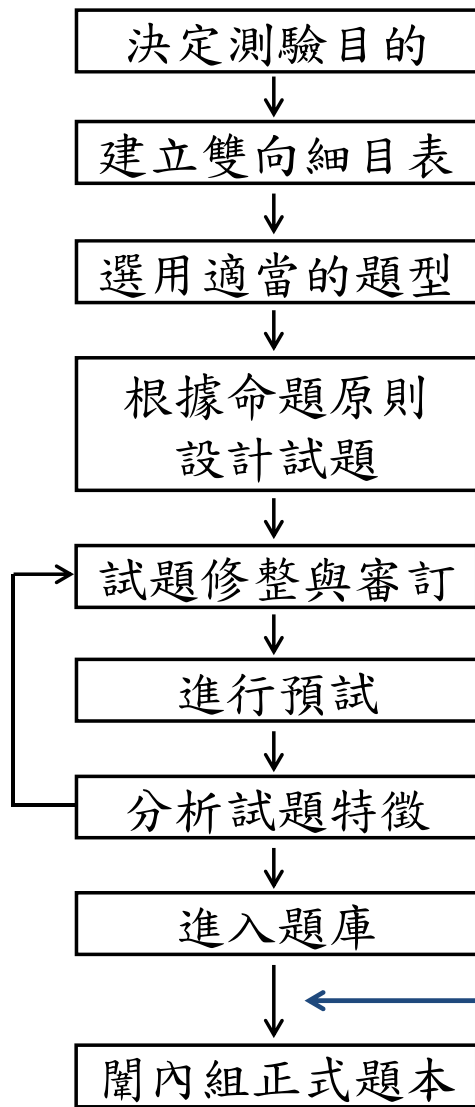 決定測驗目的
建立雙向細目表
選用適當的題型
根據命題原則
設計試題
試題修整與審訂
進行預試
分析試題特徵
進入題庫
闈內組正式題本